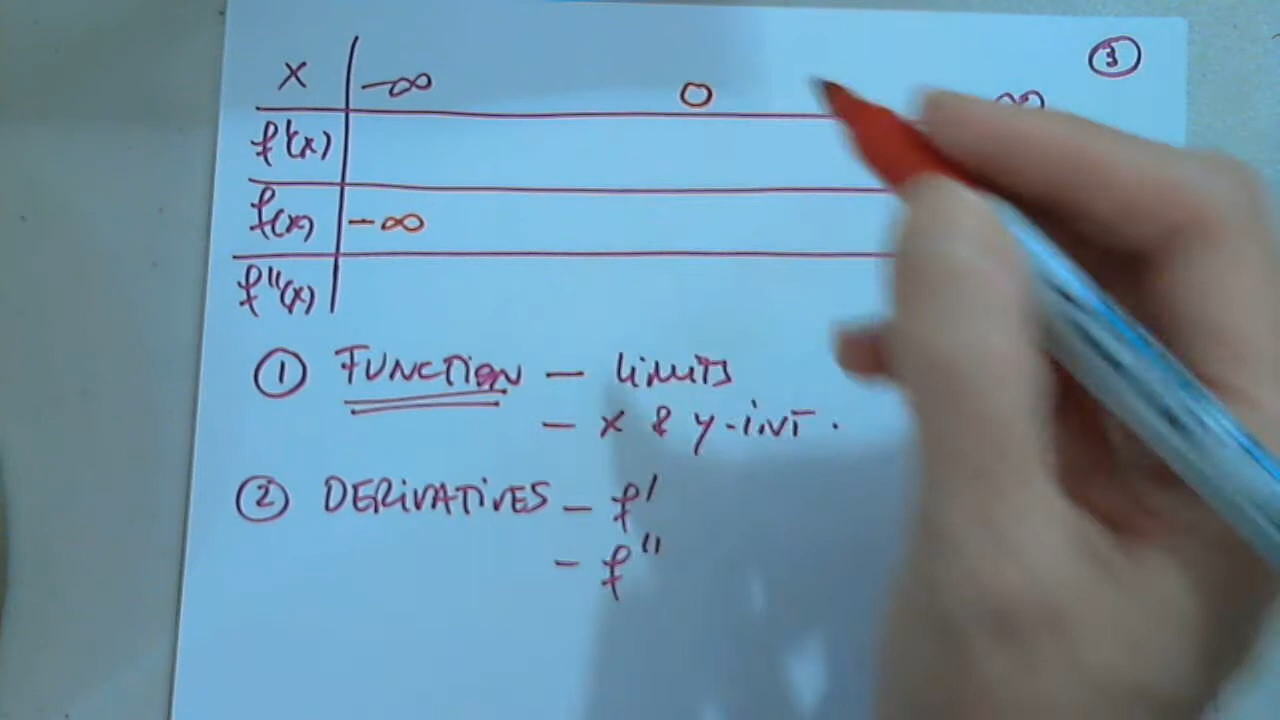 3
x -∞ 0 ∞
f'(x)
f(x) -∞
f"(x)
1 FUNCTION - LIMITS
- x & y-INT.
2 DERIVATIVES - f'
- f"